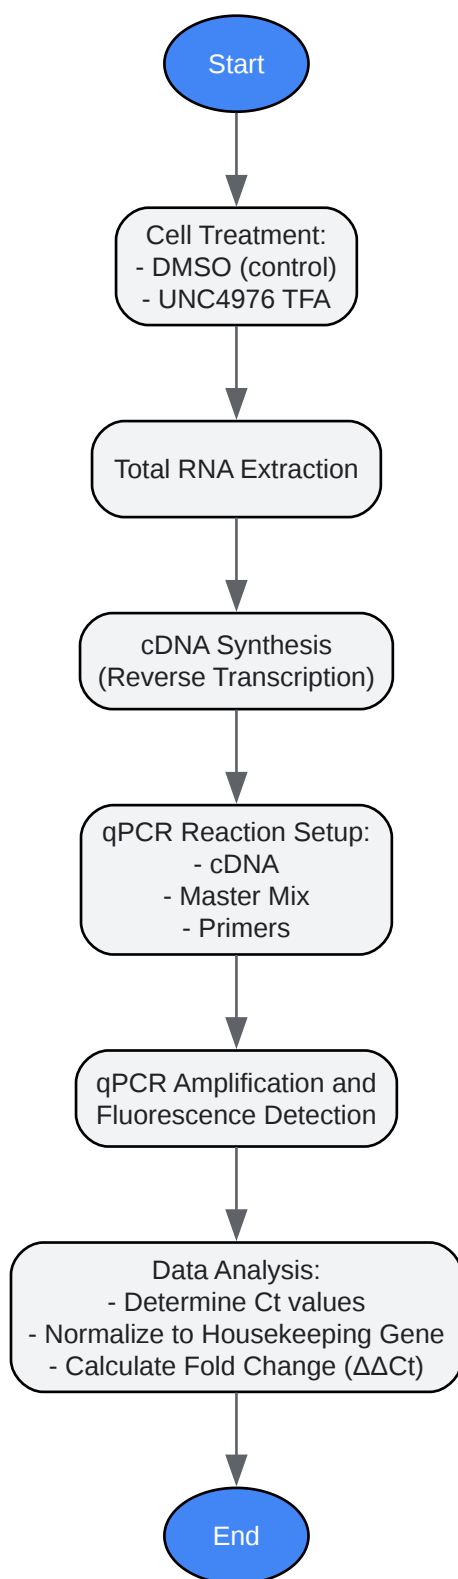 Start
Cell Treatment:
- DMSO (control)
- UNC4976 TFA
Total RNA Extraction
cDNA Synthesis
(Reverse Transcription)
qPCR Reaction Setup:
- cDNA
- Master Mix
- Primers
qPCR Amplification and
Fluorescence Detection
Data Analysis:
- Determine Ct values
- Normalize to Housekeeping Gene
- Calculate Fold Change (ΔΔCt)
End